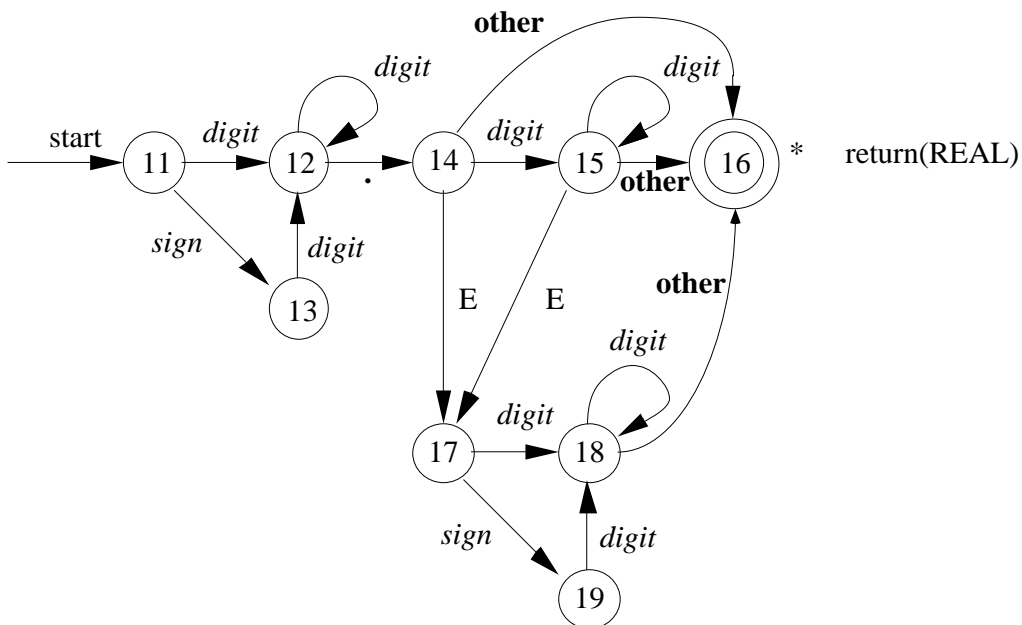 other
digit
digit
start
digit
digit
11
12
.
14
15
other
16
*
return(REAL)
sign
digit
13
E
E
other
digit
digit
17
18
sign
digit
19